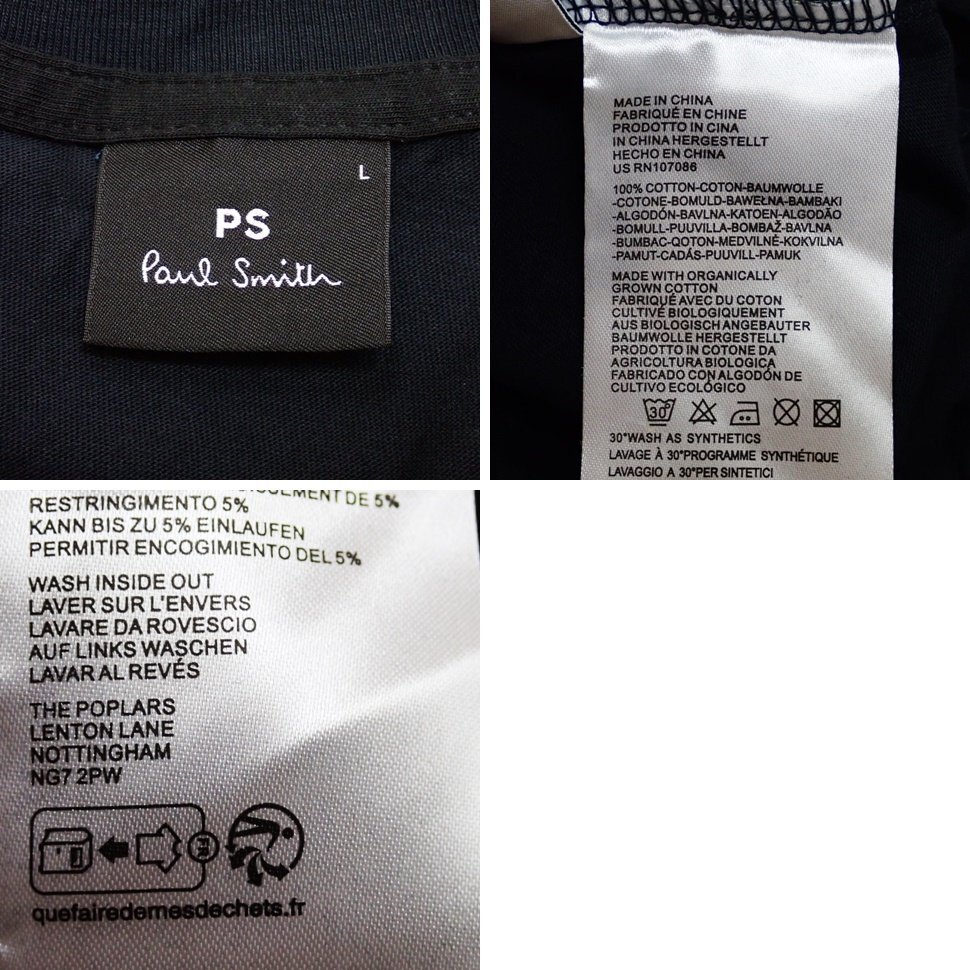 L
PS
Paul Smith
MADE IN CHINA
FABRIQUÉ EN CHINE
PRODOTTO IN CINA
IN CHINA HERGESTELLT
HECHO EN CHINA
US RN107086
100% COTTON-COTON-BAUMWOLLE
-COTONE-BOMULD-BAWEŁNA-BAMBAKI
-ALGODÓN-BAVLNA-KATOEN-ALGODÃO
-BOMULL-PUUVILLA-BOMBAŽ-BAVLNA
-BUMBAC-QOTON-MEDVILNĖ-KOKVILNA
-PAMUT-CADÁS-PUUVILL-PAMUK
MADE WITH ORGANICALLY
GROWN COTTON
FABRIQUÉ AVEC DU COTON
CULTIVÉ BIOLOGIQUEMENT
AUS BIOLOGISCH ANGEBAUTER
BAUMWOLLE HERGESTELLT
PRODOTTO IN COTONE DA
AGRICOLTURA BIOLOGICA
FABRICADO CON ALGODÓN DE
CULTIVO ECOLÓGICO
30°
30°WASH AS SYNTHETICS
LAVAGE À 30°PROGRAMME SYNTHÉTIQUE
LAVAGGIO A 30°PER SINTETICI
DE 5%
RESTRINGIMENTO 5%
KANN BIS ZU 5% EINLAUFEN
PERMITIR ENCOGIMIENTO DEL 5%
WASH INSIDE OUT
LAVER SUR L'ENVERS
LAVARE DA ROVESCIO
AUF LINKS WASCHEN
LAVAR AL REVÉS
THE POPLARS
LENTON LANE
NOTTINGHAM
NG7 2PW
FR
quefairedemesdechets.fr